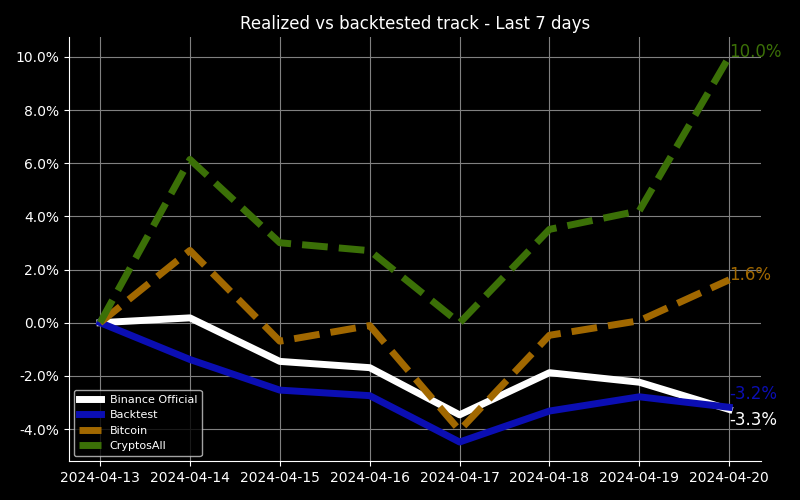 Realized vs backtested track - Last 7 days
10.0%
8.0%
6.0%
4.0%
2.0%
0.0%
-2.0%
-4.0%
10.0%
1.6%
-3.2%
-3.3%
Binance Official
Backtest
Bitcoin
CryptosAll
2024-04-13 2024-04-14 2024-04-15 2024-04-16 2024-04-17 2024-04-18 2024-04-19 2024-04-20